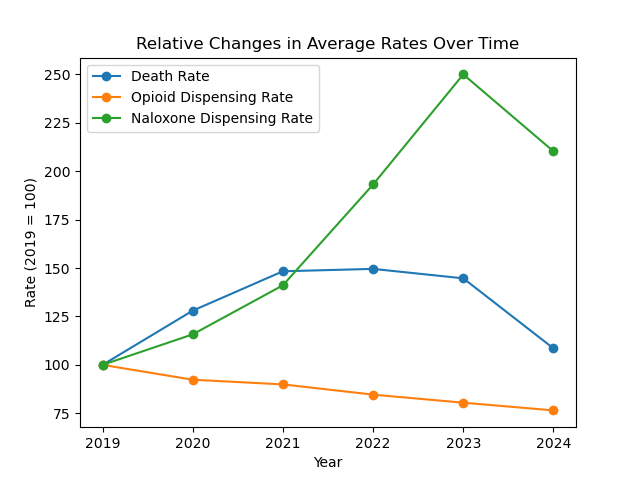 Relative Changes in Average Rates Over Time
Death Rate
Opioid Dispensing Rate
Naloxone Dispensing Rate
Rate (2019 = 100)
250
225
200
175
150
125
100
75
2019 2020 2021 2022 2023 2024
Year